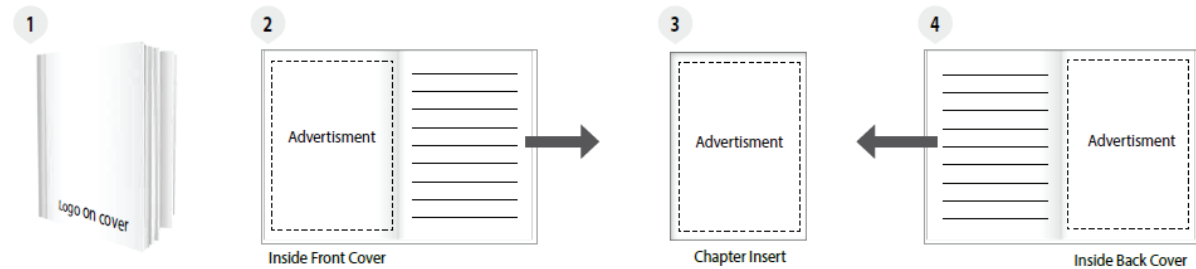 1
2
3
4
Logo on cover
Advertisment
Advertisment
Advertisment
Inside Front Cover
Chapter Insert
Inside Back Cover